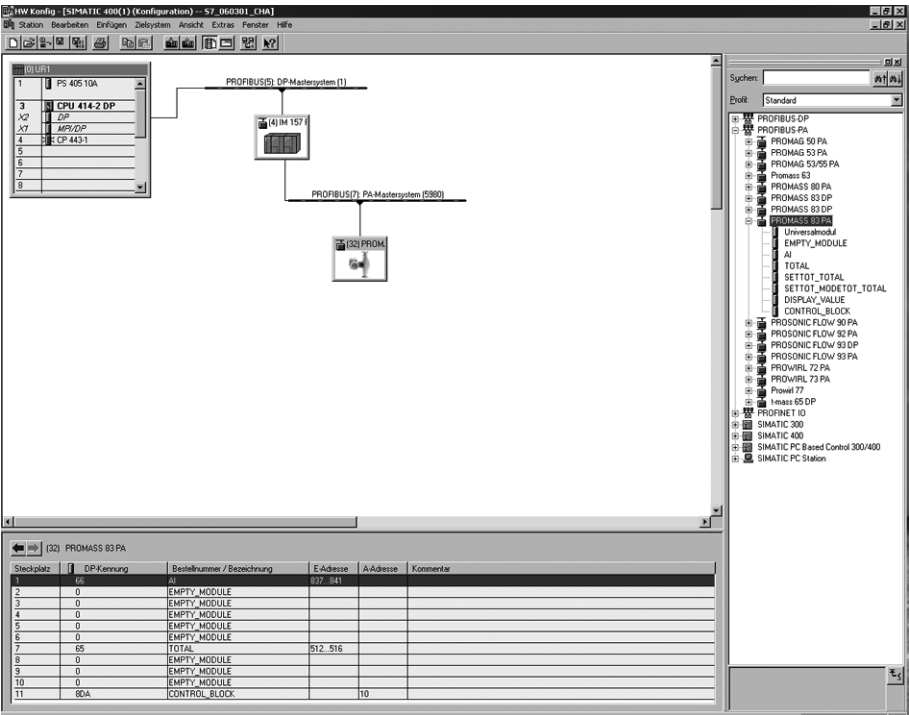 HW Konfig - [SIMATIC 400(1) (Konfiguration) -- S7_060301_CHA]
Station Bearbeiten Einfügen Zielsystem Ansicht Extras Fenster Hilfe
(0) UR1
1 PS 405 10A
3 CPU 414-2 DP
X2 DP
X1 MPI/DP
4 CP 443-1
5
6
7
8
PROFIBUS(5): DP-Mastersystem (1)
(4) IM 157
PROFIBUS(7): PA-Mastersystem (5980)
(32) PROM.
Suchen:
Profil: Standard
PROFIBUS-DP
PROFIBUS-PA
PROMAG 50 PA
PROMAG 53 PA
PROMAG 53/55 PA
Promass 63
PROMASS 80 PA
PROMASS 83 DP
PROMASS 83 DP
PROMASS 83 PA
Universalmodul
EMPTY_MODULE
AI
TOTAL
SETTOT_TOTAL
SETTOT_MODETOT_TOTAL
DISPLAY_VALUE
CONTROL_BLOCK
PROSONIC FLOW 90 PA
PROSONIC FLOW 92 PA
PROSONIC FLOW 93 DP
PROSONIC FLOW 93 PA
PROWIRL 72 PA
PROWIRL 73 PA
Prowirl 77
t-mass 65 DP
PROFINET IO
SIMATIC 300
SIMATIC 400
SIMATIC PC Based Control 300/400
SIMATIC PC Station
(32) PROMASS 83 PA
Steckplatz DP-Kennung Bestellnummer / Bezeichnung E-Adresse A-Adresse Kommentar
1 66 AI 837...841
2 0 EMPTY_MODULE
3 0 EMPTY_MODULE
4 0 EMPTY_MODULE
5 0 EMPTY_MODULE
6 0 EMPTY_MODULE
7 65 TOTAL 512...516
8 0 EMPTY_MODULE
9 0 EMPTY_MODULE
10 0 EMPTY_MODULE
11 8DA CONTROL_BLOCK 10